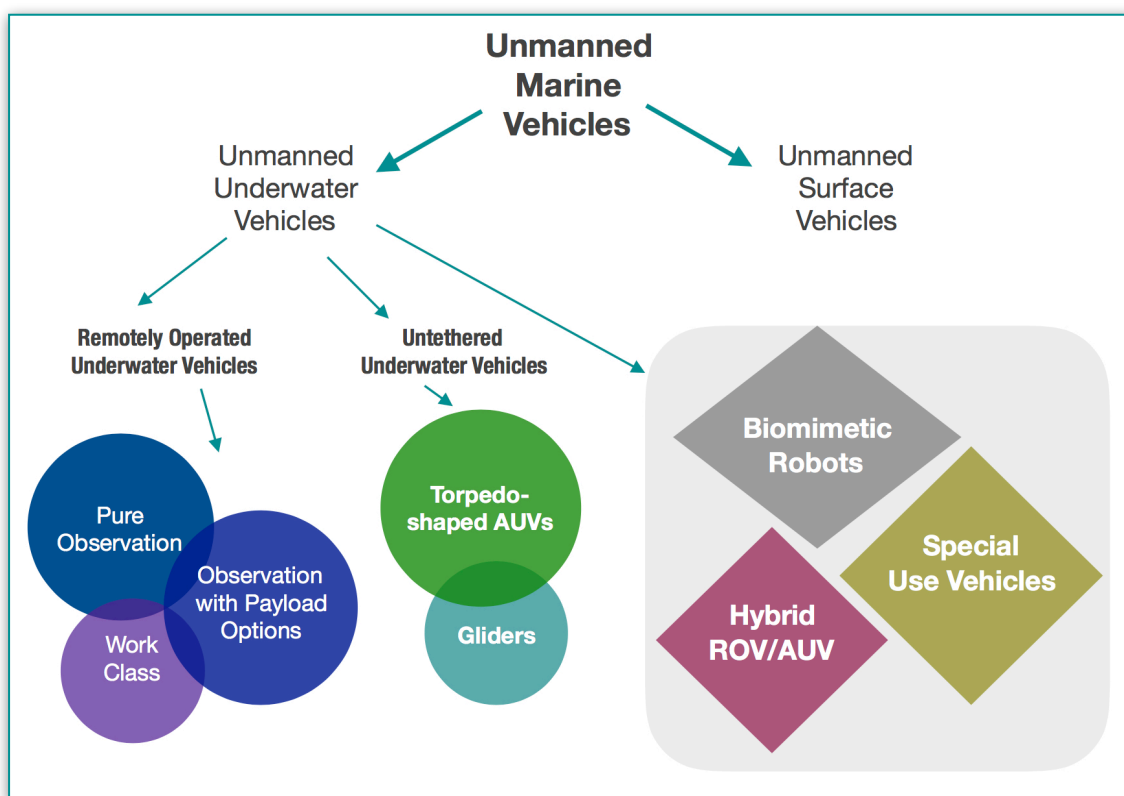 Unmanned
Marine
Vehicles
Unmanned
Underwater
Vehicles
Unmanned
Surface
Vehicles
Remotely Operated
Underwater Vehicles
Untethered
Underwater Vehicles
Pure
Observation
Observation
with Payload
Options
Work
Class
Torpedo-
shaped AUVs
Gliders
Biomimetic
Robots
Special
Use Vehicles
Hybrid
ROV/AUV